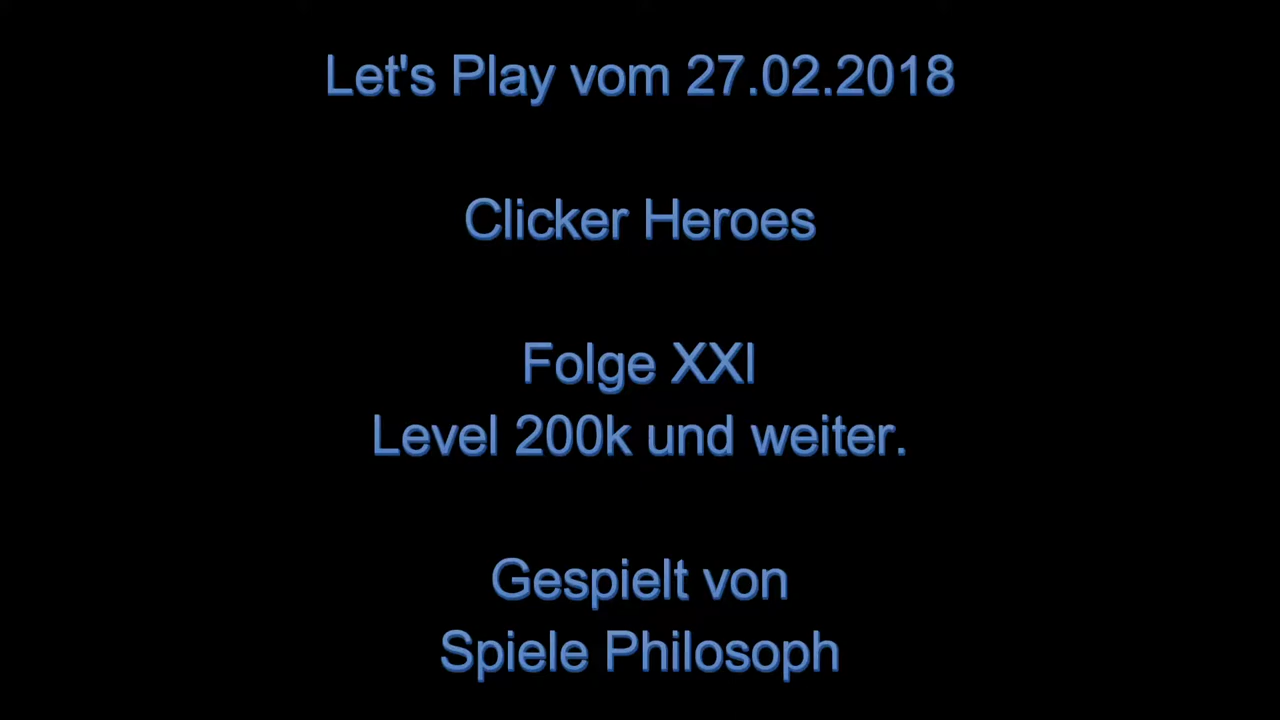 Let's Play vom 27.02.2018
Clicker Heroes
Folge XXI
Level 200k und weiter.
Gespielt von
Spiele Philosoph